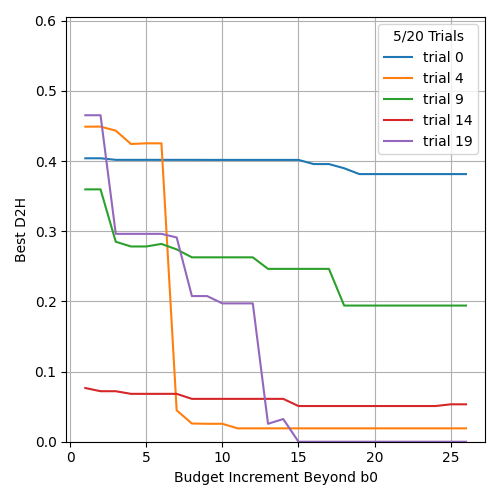 5/20 Trials
trial 0
trial 4
trial 9
trial 14
trial 19
Best D2H
0.6
0.5
0.4
0.3
0.2
0.1
0.0
0 5 10 15 20 25
Budget Increment Beyond b0